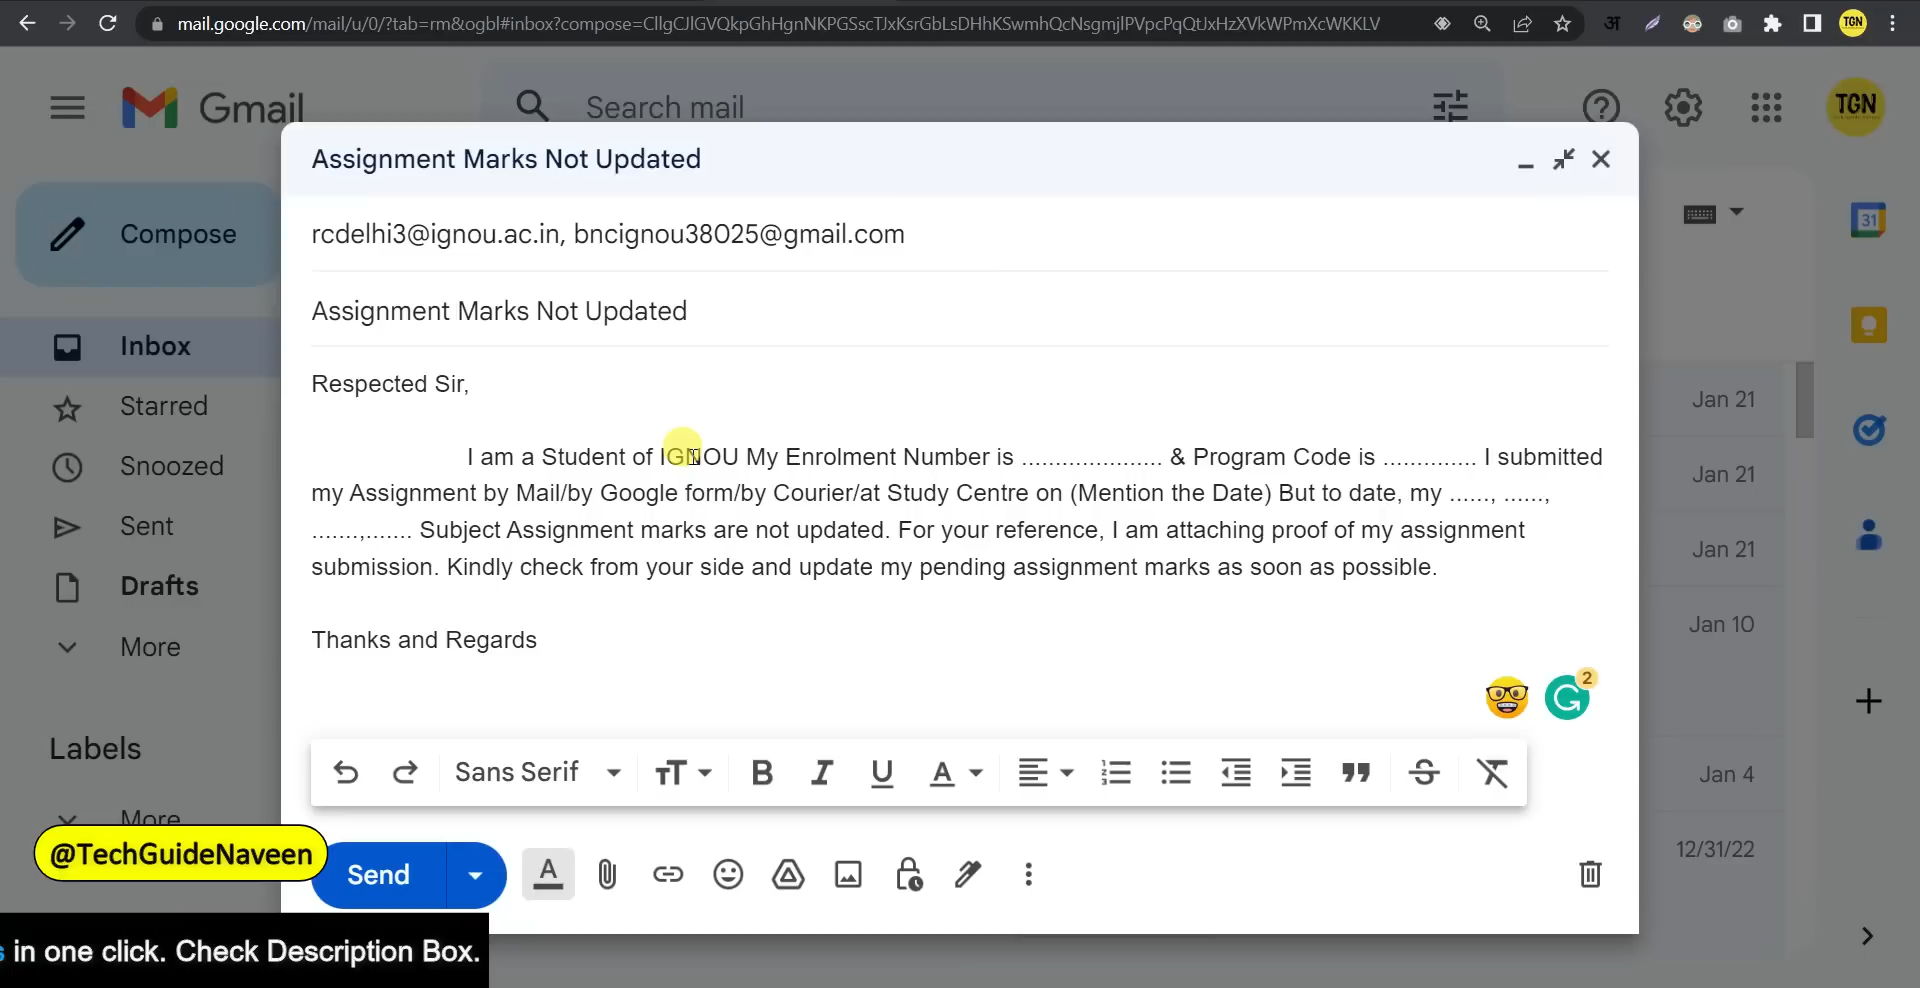 mail.google.com/mail/u/0/?tab=rm&ogbl#inbox?compose=CllgCJlGVQkpGhHgnNKPGSscTJxKsrGbLsDHhKSwmhQcNsgmjlPVpcPqQtJxHzXVkWPmXcWKKLV
अ
TGN
Gmail
Search mail
TGN
Assignment Marks Not Updated
Compose
rcdelhi3@ignou.ac.in, bncignou38025@gmail.com
31
Assignment Marks Not Updated
Inbox
Respected Sir,
Starred
Jan 21
I am a Student of IGNOU My Enrolment Number is ..................... & Program Code is .............. I submitted
Snoozed
Jan 21
my Assignment by Mail/by Google form/by Courier/at Study Centre on (Mention the Date) But to date, my ......, ......,
Sent
.......,....... Subject Assignment marks are not updated. For your reference, I am attaching proof of my assignment
Jan 21
submission. Kindly check from your side and update my pending assignment marks as soon as possible.
Drafts
Jan 10
Thanks and Regards
More
2
Labels
Sans Serif
Jan 4
More
@TechGuideNaveen
Send
12/31/22
in one click. Check Description Box.